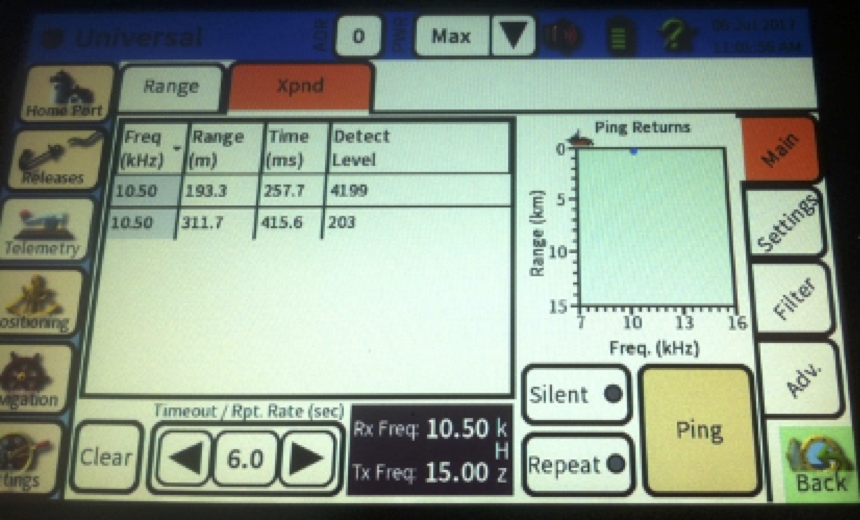 Universal
ADR
0
PWR
Max
06 Jul 2017
11:01:56 AM
Home Port
Range
Xpnd
Releases
Telemetry
ositioning
vigation
ttings
Freq (kHz)
Range (m)
Time (ms)
Detect Level
10.50 193.3 257.7 4199
10.50 311.7 415.6 203
Ping Returns
Range (km)
0
5
10
15
7 10 13 16
Freq. (kHz)
Main
Settings
Filter
Adv.
Timeout / Rpt. Rate (sec)
Clear
6.0
Rx Freq: 10.50 kHz
Tx Freq: 15.00
Silent
Repeat
Ping
Back